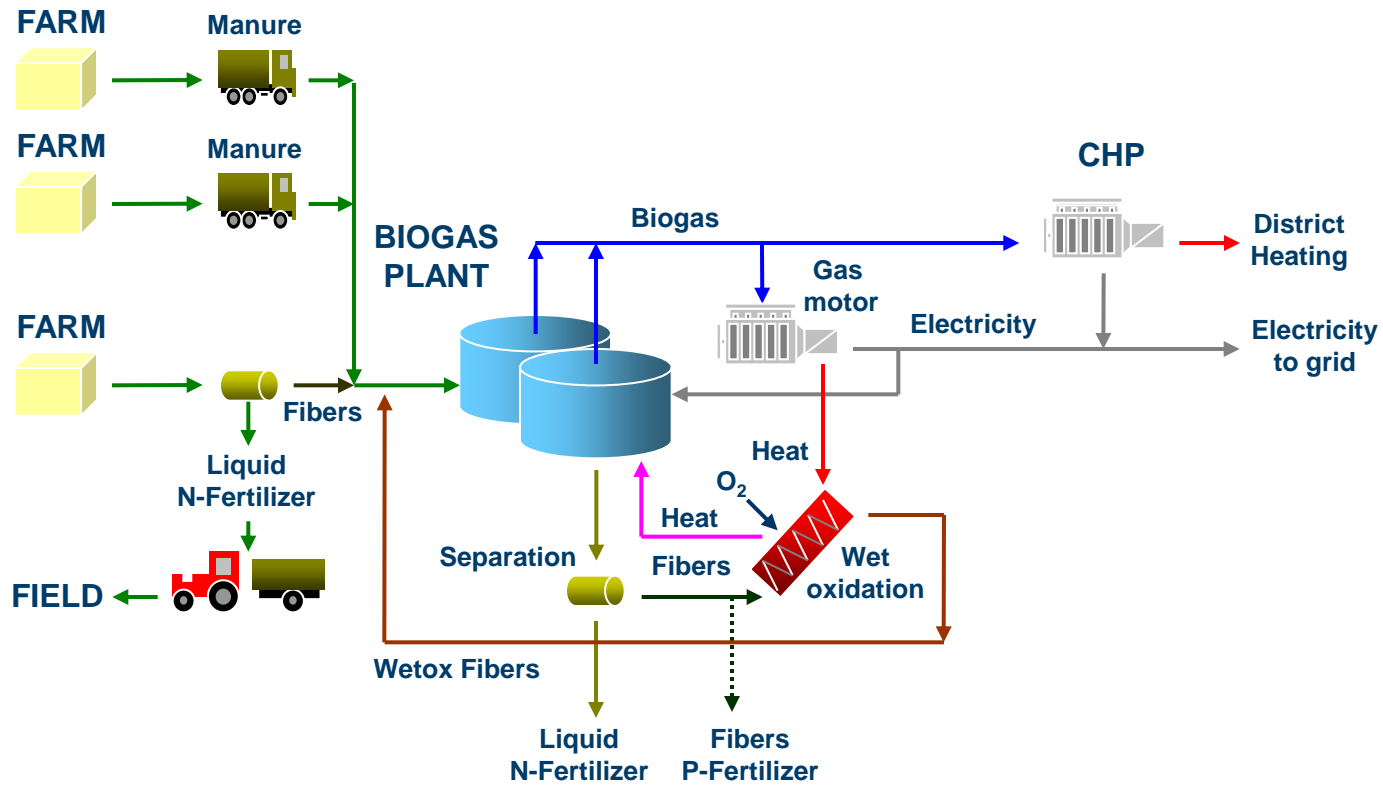 FARM
Manure
FARM
Manure
CHP
BIOGAS
PLANT
Biogas
District
Heating
Gas
motor
FARM
Electricity
Electricity
to grid
Fibers
Liquid
N-Fertilizer
Heat
O2
Heat
Separation
Fibers
Wet
oxidation
FIELD
Wetox Fibers
Liquid
N-Fertilizer
Fibers
P-Fertilizer